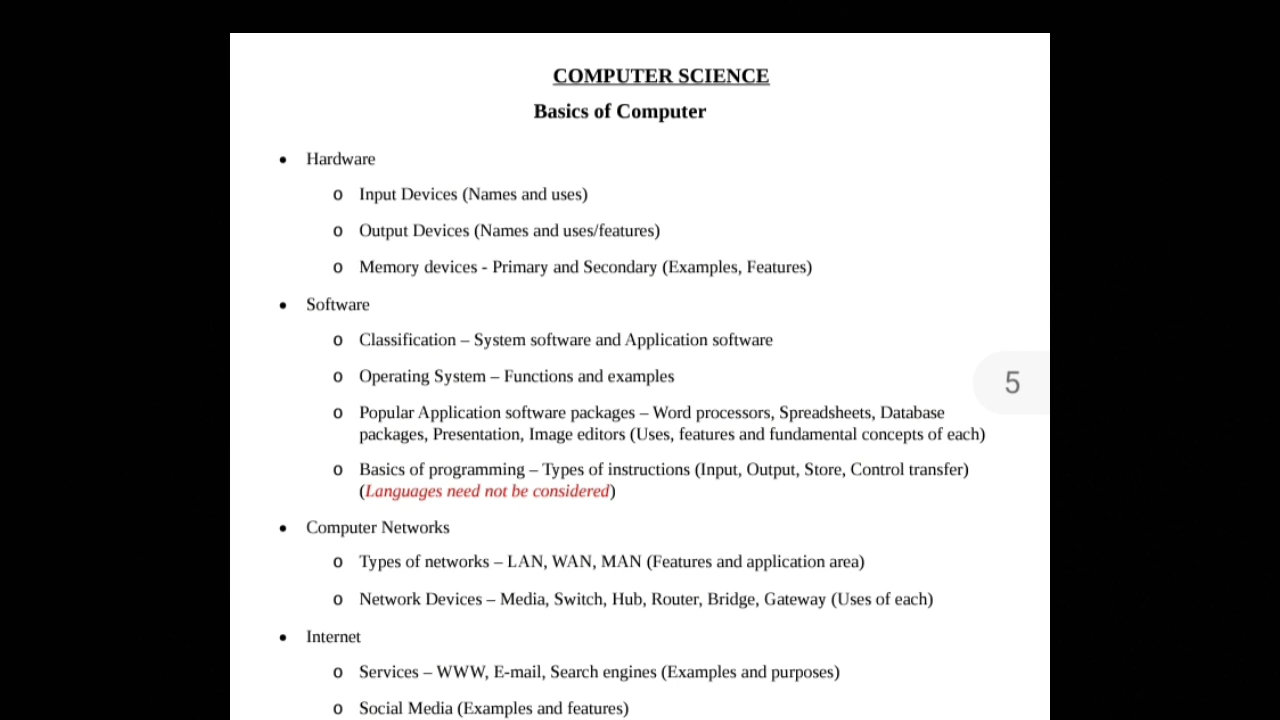 COMPUTER SCIENCE
Basics of Computer
• Hardware
o Input Devices (Names and uses)
o Output Devices (Names and uses/features)
o Memory devices - Primary and Secondary (Examples, Features)
• Software
o Classification – System software and Application software
o Operating System – Functions and examples
5
o Popular Application software packages – Word processors, Spreadsheets, Database
packages, Presentation, Image editors (Uses, features and fundamental concepts of each)
o Basics of programming – Types of instructions (Input, Output, Store, Control transfer)
(Languages need not be considered)
• Computer Networks
o Types of networks – LAN, WAN, MAN (Features and application area)
o Network Devices – Media, Switch, Hub, Router, Bridge, Gateway (Uses of each)
• Internet
o Services – WWW, E-mail, Search engines (Examples and purposes)
o Social Media (Examples and features)